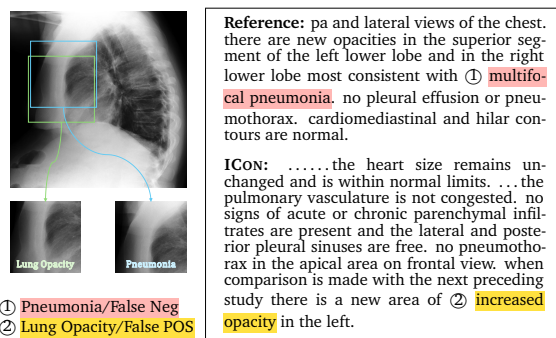 Lung Opacity
Pneumonia
① Pneumonia/False Neg
② Lung Opacity/False POS
Reference: pa and lateral views of the chest.
there are new opacities in the superior seg-
ment of the left lower lobe and in the right
lower lobe most consistent with ① multifo-
cal pneumonia. no pleural effusion or pneu-
mothorax. cardiomediastinal and hilar con-
tours are normal.
ICON: ......the heart size remains un-
changed and is within normal limits. ...the
pulmonary vasculature is not congested. no
signs of acute or chronic parenchymal infil-
trates are present and the lateral and poste-
rior pleural sinuses are free. no pneumotho-
rax in the apical area on frontal view. when
comparison is made with the next preceding
study there is a new area of ② increased
opacity in the left.